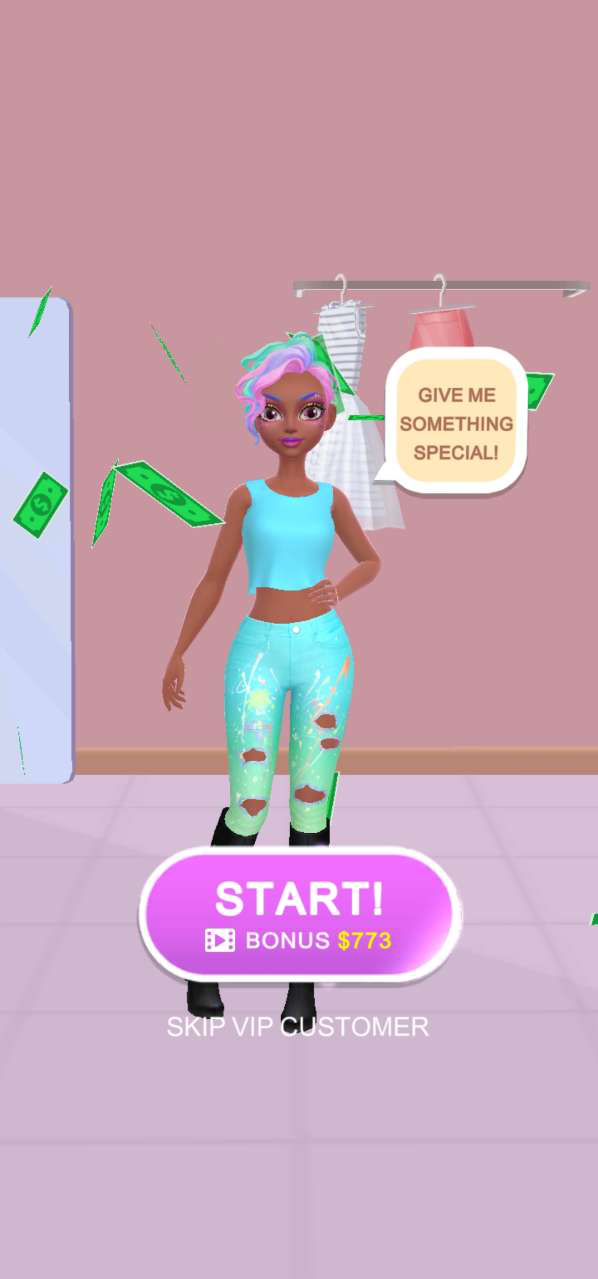 GIVE ME
SOMETHING
SPECIAL!
START!
BONUS $773
SKIP VIP CUSTOMER